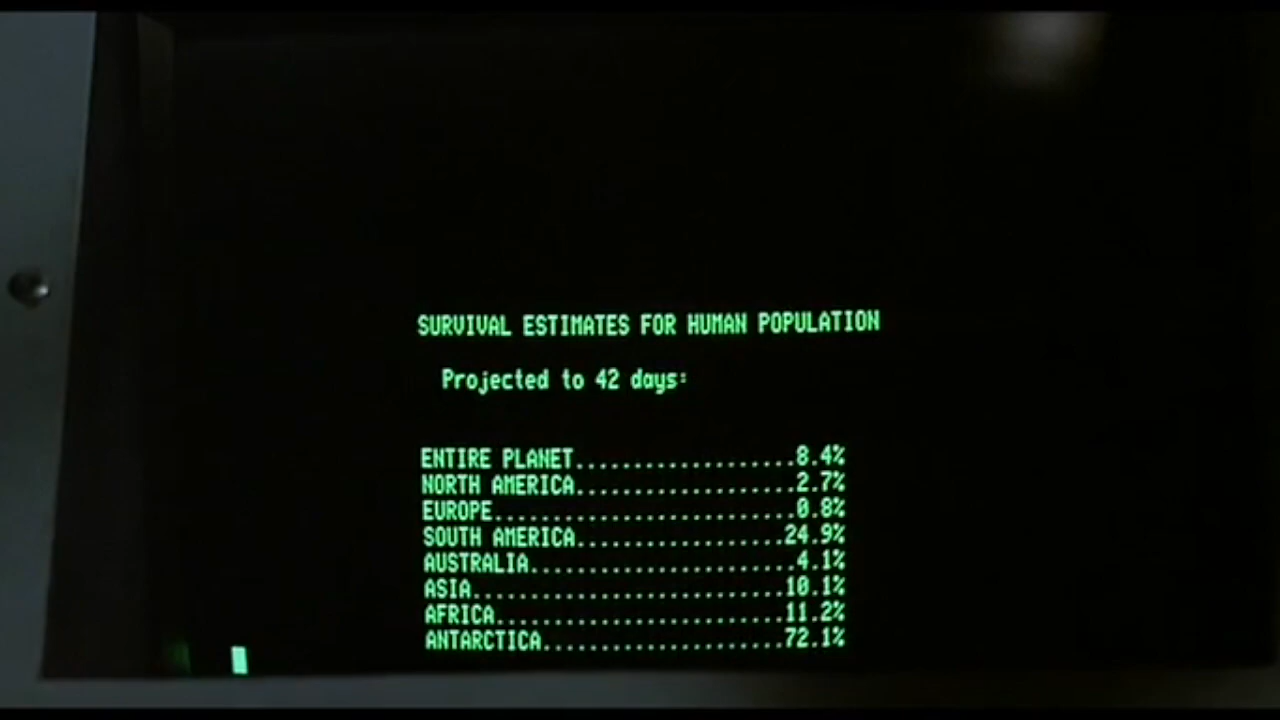 SURVIVAL ESTIMATES FOR HUMAN POPULATION
Projected to 42 days:
ENTIRE PLANET...................8.4%
NORTH AMERICA...................2.7%
EUROPE..........................0.8%
SOUTH AMERICA..................24.9%
AUSTRALIA.......................4.1%
ASIA...........................10.1%
AFRICA.........................11.2%
ANTARCTICA.....................72.1%